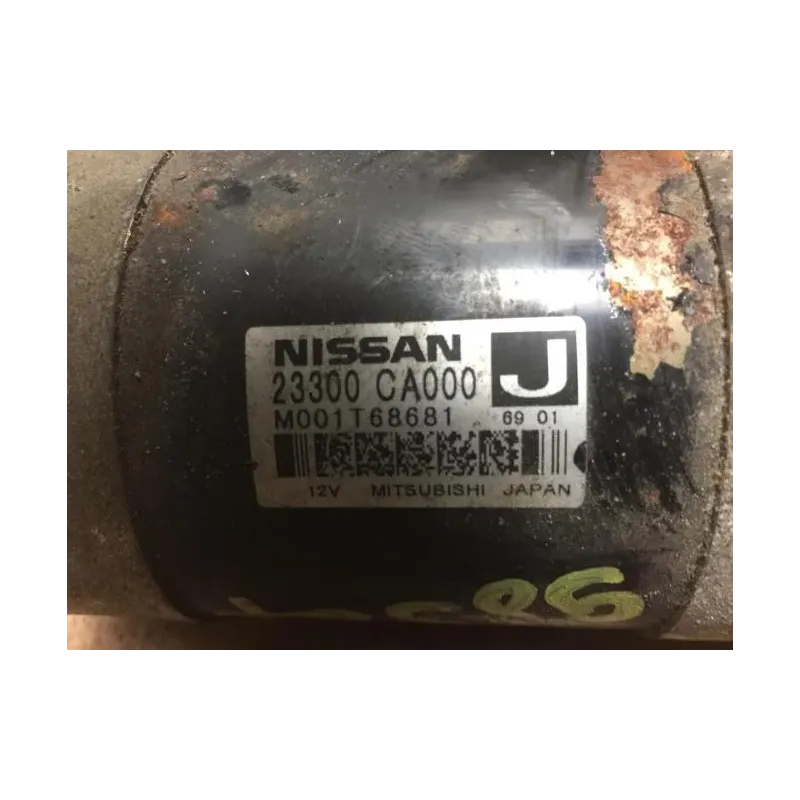 NISSAN J
23300 CA000
M001T68681 69 01
12V MITSUBISHI JAPAN